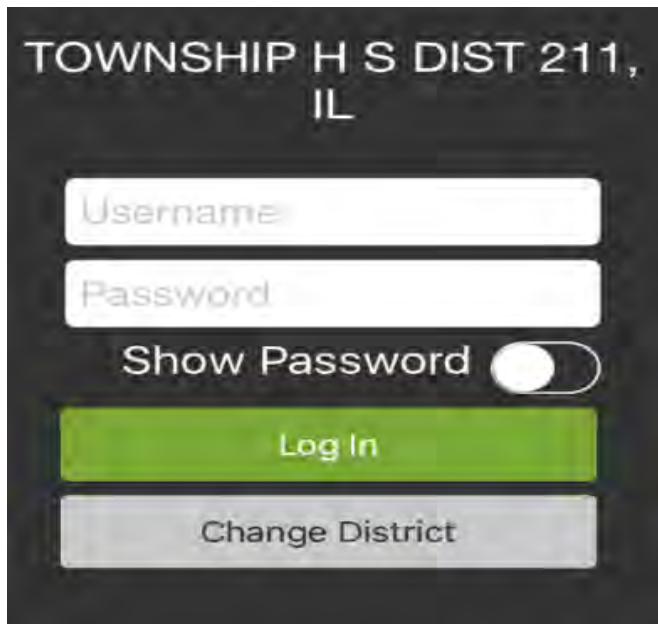 TOWNSHIP H S DIST 211,
IL
Username
Password
Show Password
Log In
Change District